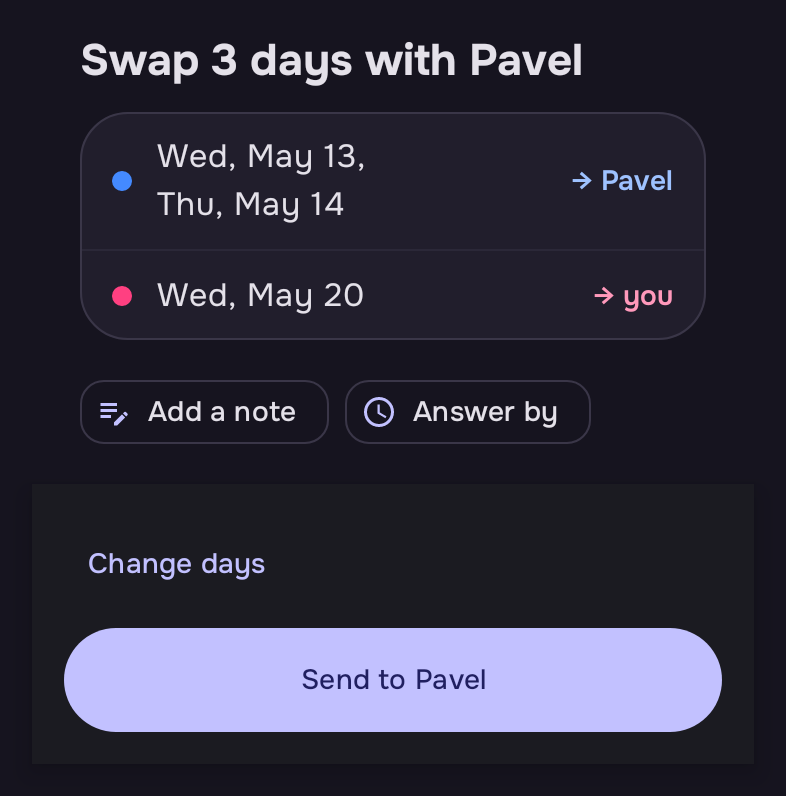 Swap 3 days with Pavel
Wed, May 13,
Thu, May 14
→ Pavel
Wed, May 20
→ you
Add a note
Answer by
Change days
Send to Pavel